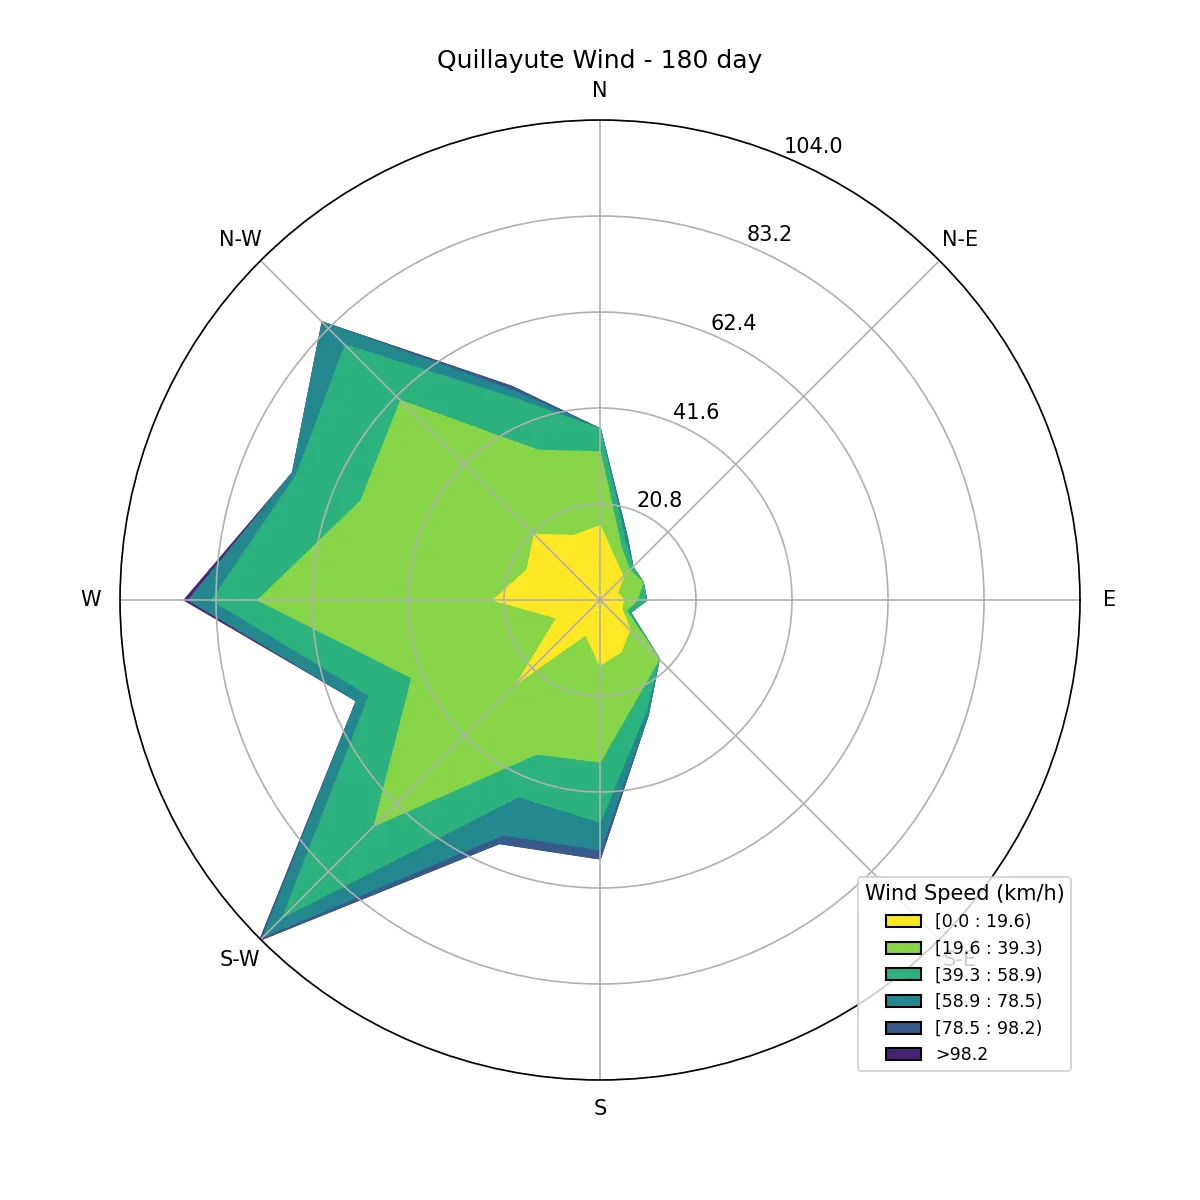 Quillayute Wind - 180 day
N
104.0
N-W
83.2
N-E
62.4
41.6
20.8
W
E
S-W
S-E
S
Wind Speed (km/h)
[0.0 : 19.6)
[19.6 : 39.3)
[39.3 : 58.9)
[58.9 : 78.5)
[78.5 : 98.2)
>98.2